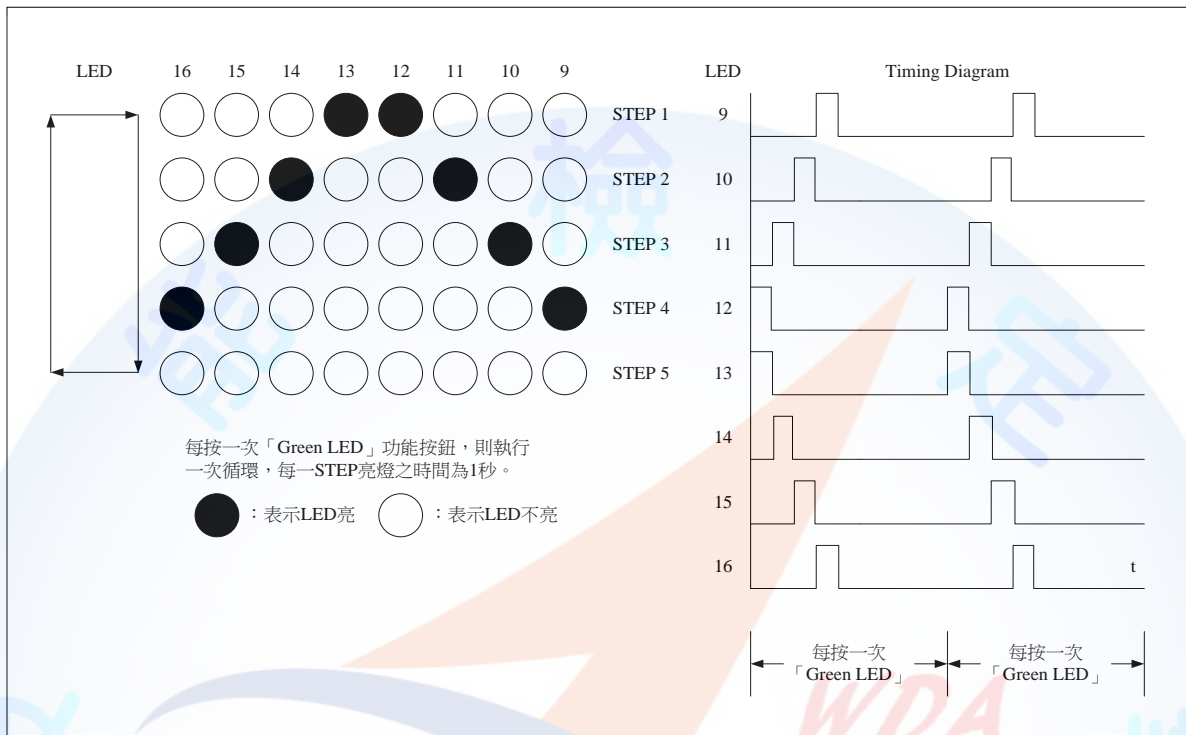 LED 16 15 14 13 12 11 10 9
STEP 1
STEP 2
STEP 3
STEP 4
STEP 5
每按一次「Green LED」功能按鈕，則執行
一次循環，每一STEP亮燈之時間為1秒。
：表示LED亮 ：表示LED不亮
LED Timing Diagram
9
10
11
12
13
14
15
16
t
每按一次
「Green LED」
每按一次
「Green LED」
檢
定
WDA